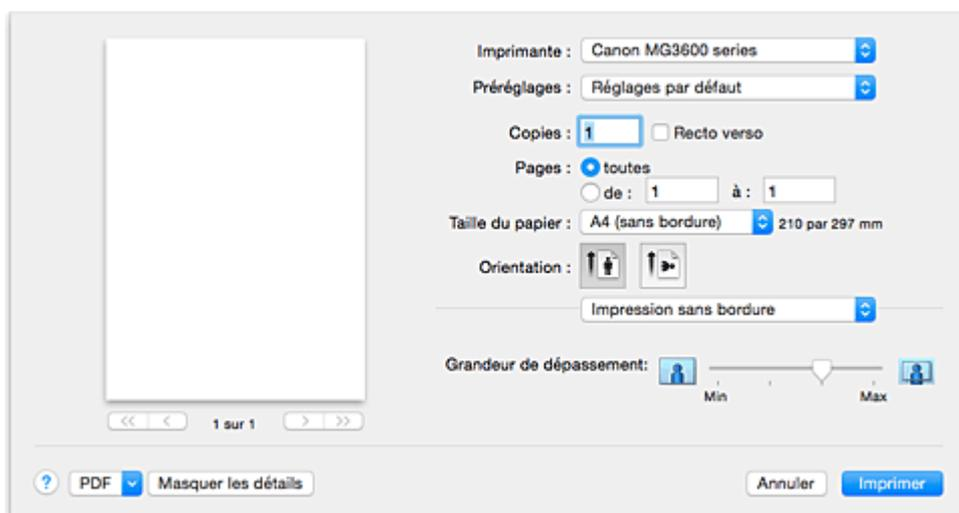 Imprimante : Canon MG3600 series
Préréglages : Réglages par défaut
Copies : 1 Recto verso
Pages : toutes
de : 1 à : 1
Taille du papier : A4 (sans bordure) 210 par 297 mm
Orientation :
Impression sans bordure
Grandeur de dépassement:
Min Max
<< < 1 sur 1 > >>
? PDF Masquer les détails Annuler Imprimer